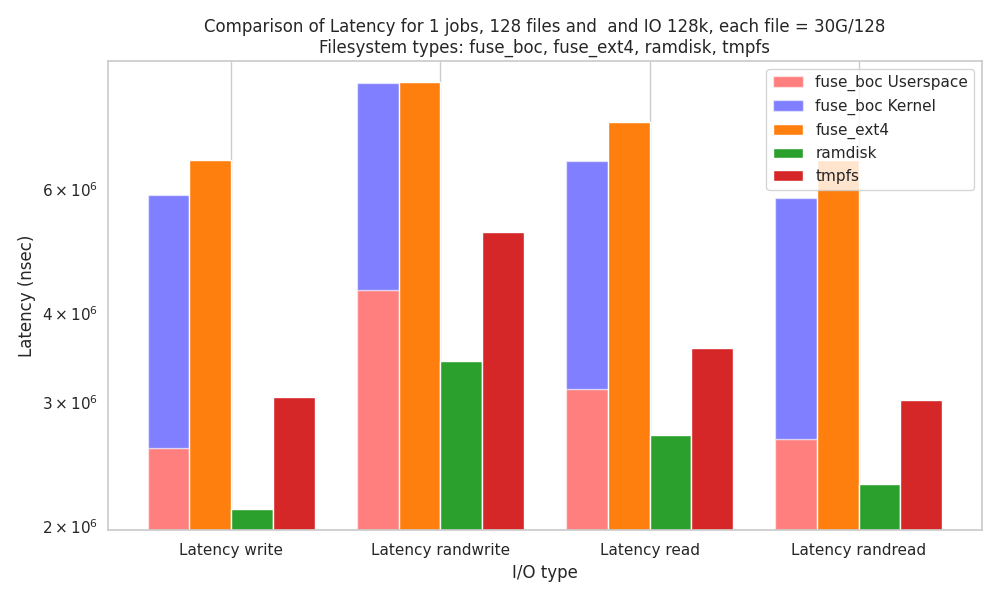 Comparison of Latency for 1 jobs, 128 files and  and IO 128k, each file = 30G/128
Filesystem types: fuse_boc, fuse_ext4, ramdisk, tmpfs
fuse_boc Userspace
fuse_boc Kernel
fuse_ext4
ramdisk
tmpfs
Latency (nsec)
6 × 10⁶
4 × 10⁶
3 × 10⁶
2 × 10⁶
Latency write
Latency randwrite
Latency read
Latency randread
I/O type